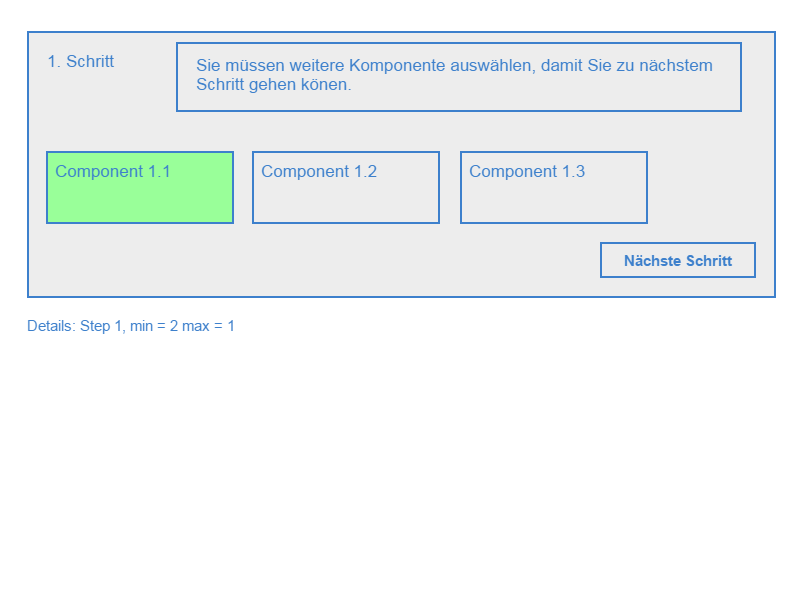 1. Schritt
Sie müssen weitere Komponente auswählen, damit Sie zu nächstem
Schritt gehen könen.
Component 1.1
Component 1.2
Component 1.3
Nächste Schritt
Details: Step 1, min = 2 max = 1